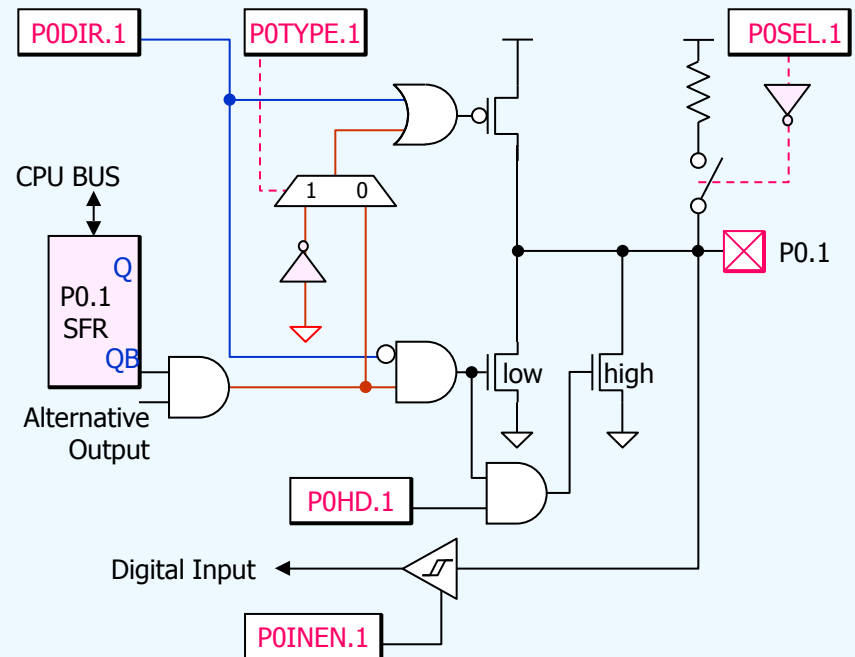 P0DIR.1
P0TYPE.1
P0SEL.1
CPU BUS
1
0
Q
P0.1
SFR
QB
P0.1
low
high
Alternative
Output
P0HD.1
Digital Input
P0INEN.1